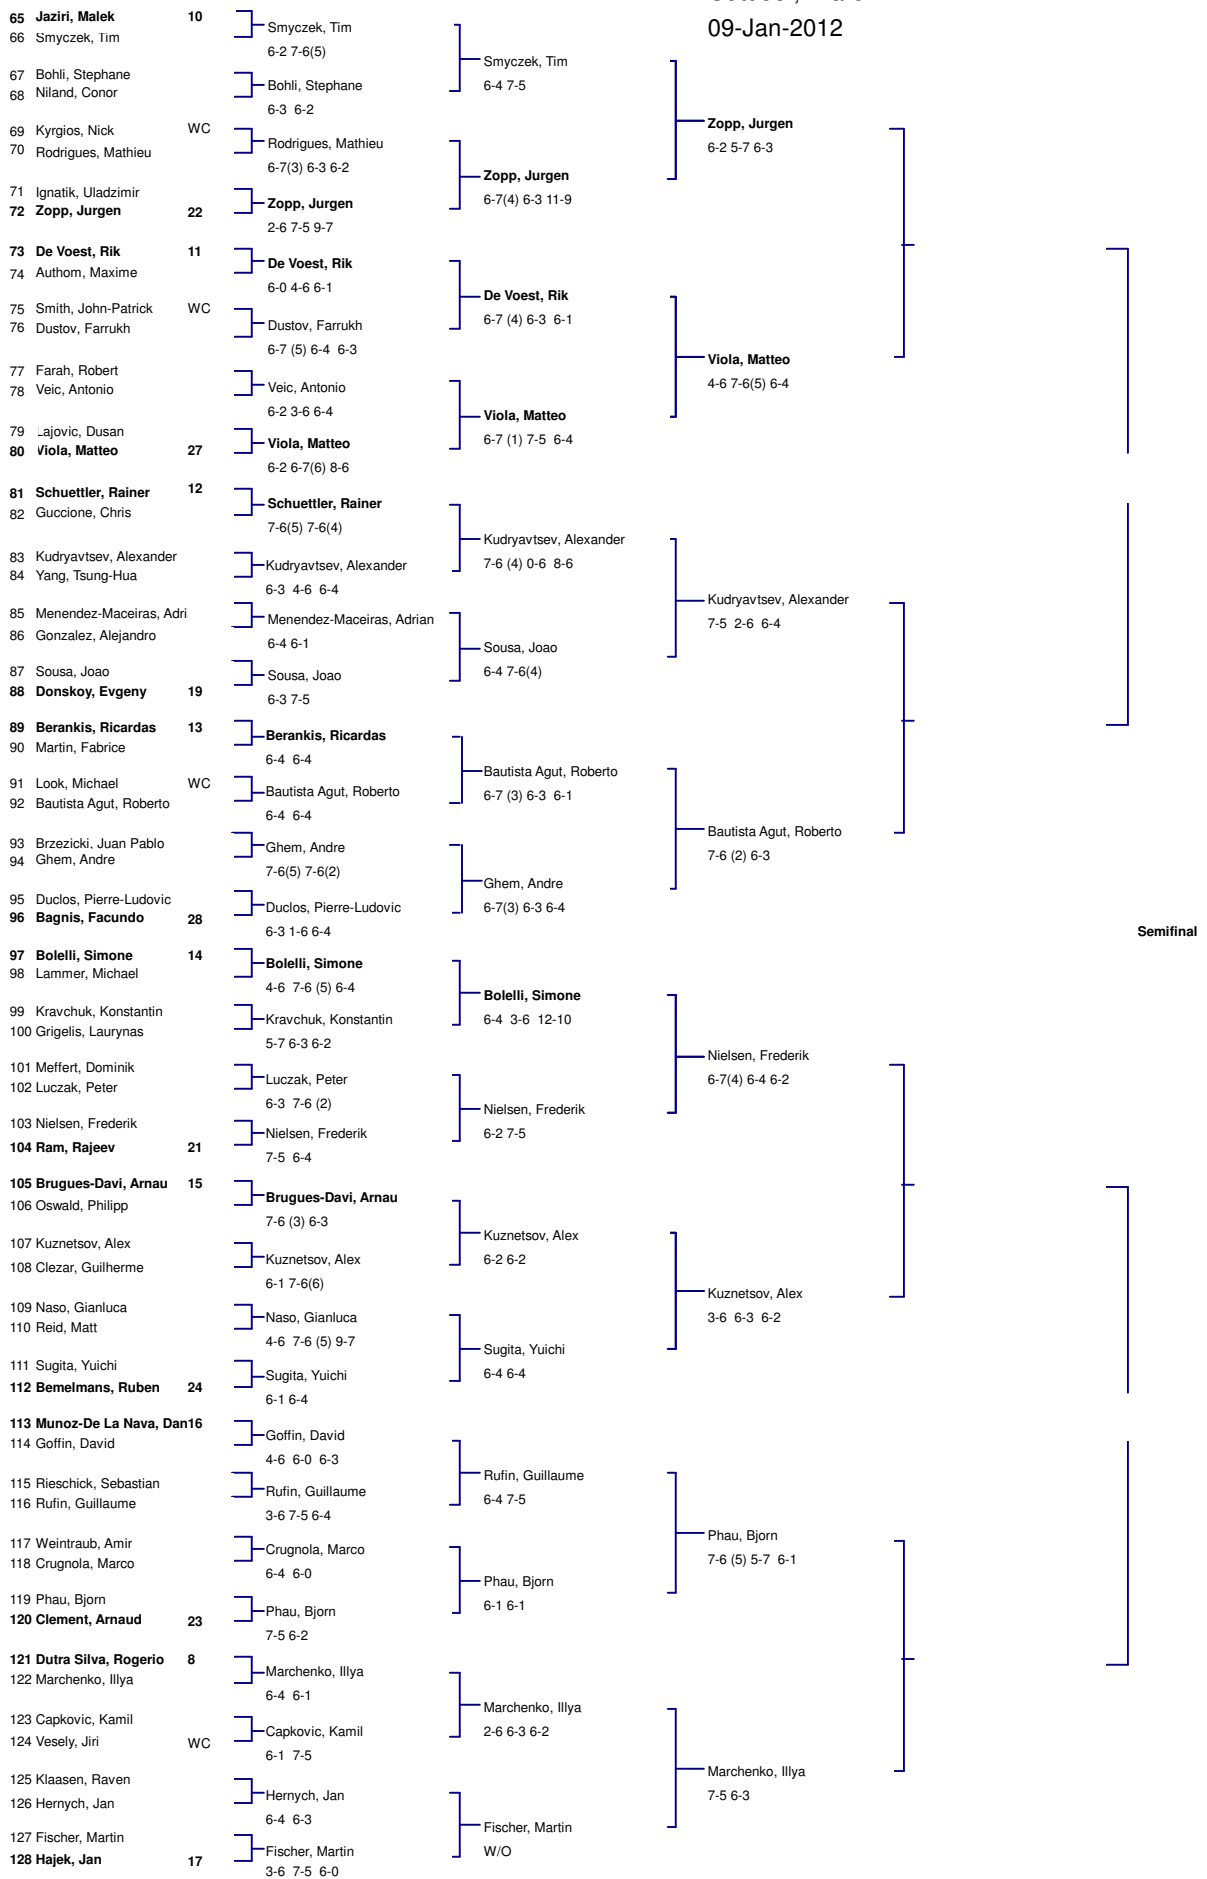 09-Jan-2012
65 Jaziri, Malek 10
66 Smyczek, Tim
67 Bohli, Stephane
68 Niland, Conor
69 Kyrgios, Nick WC
70 Rodrigues, Mathieu
71 Ignatik, Uladzimir
72 Zopp, Jurgen 22
73 De Voest, Rik 11
74 Authom, Maxime
75 Smith, John-Patrick WC
76 Dustov, Farrukh
77 Farah, Robert
78 Veic, Antonio
79 Lajovic, Dusan
80 Viola, Matteo 27
81 Schuettler, Rainer 12
82 Guccione, Chris
83 Kudryavtsev, Alexander
84 Yang, Tsung-Hua
85 Menendez-Maceiras, Adri
86 Gonzalez, Alejandro
87 Sousa, Joao
88 Donskoy, Evgeny 19
89 Berankis, Ricardas 13
90 Martin, Fabrice
91 Look, Michael WC
92 Bautista Agut, Roberto
93 Brzezicki, Juan Pablo
94 Ghem, Andre
95 Duclos, Pierre-Ludovic
96 Bagnis, Facundo 28
97 Bolelli, Simone 14
98 Lammer, Michael
99 Kravchuk, Konstantin
100 Grigelis, Laurynas
101 Meffert, Dominik
102 Luczak, Peter
103 Nielsen, Frederik
104 Ram, Rajeev 21
105 Brugues-Davi, Arnau 15
106 Oswald, Philipp
107 Kuznetsov, Alex
108 Clezar, Guilherme
109 Naso, Gianluca
110 Reid, Matt
111 Sugita, Yuichi
112 Bemelmans, Ruben 24
113 Munoz-De La Nava, Dan16
114 Goffin, David
115 Rieschick, Sebastian
116 Rufin, Guillaume
117 Weintraub, Amir
118 Crugnola, Marco
119 Phau, Bjorn
120 Clement, Arnaud 23
121 Dutra Silva, Rogerio 8
122 Marchenko, Illya
123 Capkovic, Kamil
124 Vesely, Jiri WC
125 Klaasen, Raven
126 Hernych, Jan
127 Fischer, Martin
128 Hajek, Jan 17
Smyczek, Tim
6-2 7-6(5)
Bohli, Stephane
6-3 6-2
Rodrigues, Mathieu
6-7(3) 6-3 6-2
Zopp, Jurgen
2-6 7-5 9-7
De Voest, Rik
6-0 4-6 6-1
Dustov, Farrukh
6-7 (5) 6-4 6-3
Veic, Antonio
6-2 3-6 6-4
Viola, Matteo
6-2 6-7(6) 8-6
Schuettler, Rainer
7-6(5) 7-6(4)
Kudryavtsev, Alexander
6-3 4-6 6-4
Menendez-Maceiras, Adrian
6-4 6-1
Sousa, Joao
6-3 7-5
Berankis, Ricardas
6-4 6-4
Bautista Agut, Roberto
6-4 6-4
Ghem, Andre
7-6(5) 7-6(2)
Duclos, Pierre-Ludovic
6-3 1-6 6-4
Bolelli, Simone
4-6 7-6 (5) 6-4
Kravchuk, Konstantin
5-7 6-3 6-2
Luczak, Peter
6-3 7-6 (2)
Nielsen, Frederik
7-5 6-4
Brugues-Davi, Arnau
7-6 (3) 6-3
Kuznetsov, Alex
6-1 7-6(6)
Naso, Gianluca
4-6 7-6 (5) 9-7
Sugita, Yuichi
6-1 6-4
Goffin, David
4-6 6-0 6-3
Rufin, Guillaume
3-6 7-5 6-4
Crugnola, Marco
6-4 6-0
Phau, Bjorn
7-5 6-2
Marchenko, Illya
6-4 6-1
Capkovic, Kamil
6-1 7-5
Hernych, Jan
6-4 6-3
Fischer, Martin
3-6 7-5 6-0
Smyczek, Tim
6-4 7-5
Zopp, Jurgen
6-7(4) 6-3 11-9
De Voest, Rik
6-7 (4) 6-3 6-1
Viola, Matteo
6-7 (1) 7-5 6-4
Kudryavtsev, Alexander
7-6 (4) 0-6 8-6
Sousa, Joao
6-4 7-6(4)
Bautista Agut, Roberto
6-7 (3) 6-3 6-1
Ghem, Andre
6-7(3) 6-3 6-4
Bolelli, Simone
6-4 3-6 12-10
Nielsen, Frederik
6-2 7-5
Kuznetsov, Alex
6-2 6-2
Sugita, Yuichi
6-4 6-4
Rufin, Guillaume
6-4 7-5
Phau, Bjorn
6-1 6-1
Marchenko, Illya
2-6 6-3 6-2
Fischer, Martin
W/O
Zopp, Jurgen
6-2 5-7 6-3
Viola, Matteo
4-6 7-6(5) 6-4
Kudryavtsev, Alexander
7-5 2-6 6-4
Bautista Agut, Roberto
7-6 (2) 6-3
Nielsen, Frederik
6-7(4) 6-4 6-2
Kuznetsov, Alex
3-6 6-3 6-2
Phau, Bjorn
7-6 (5) 5-7 6-1
Marchenko, Illya
7-5 6-3
Semifinal